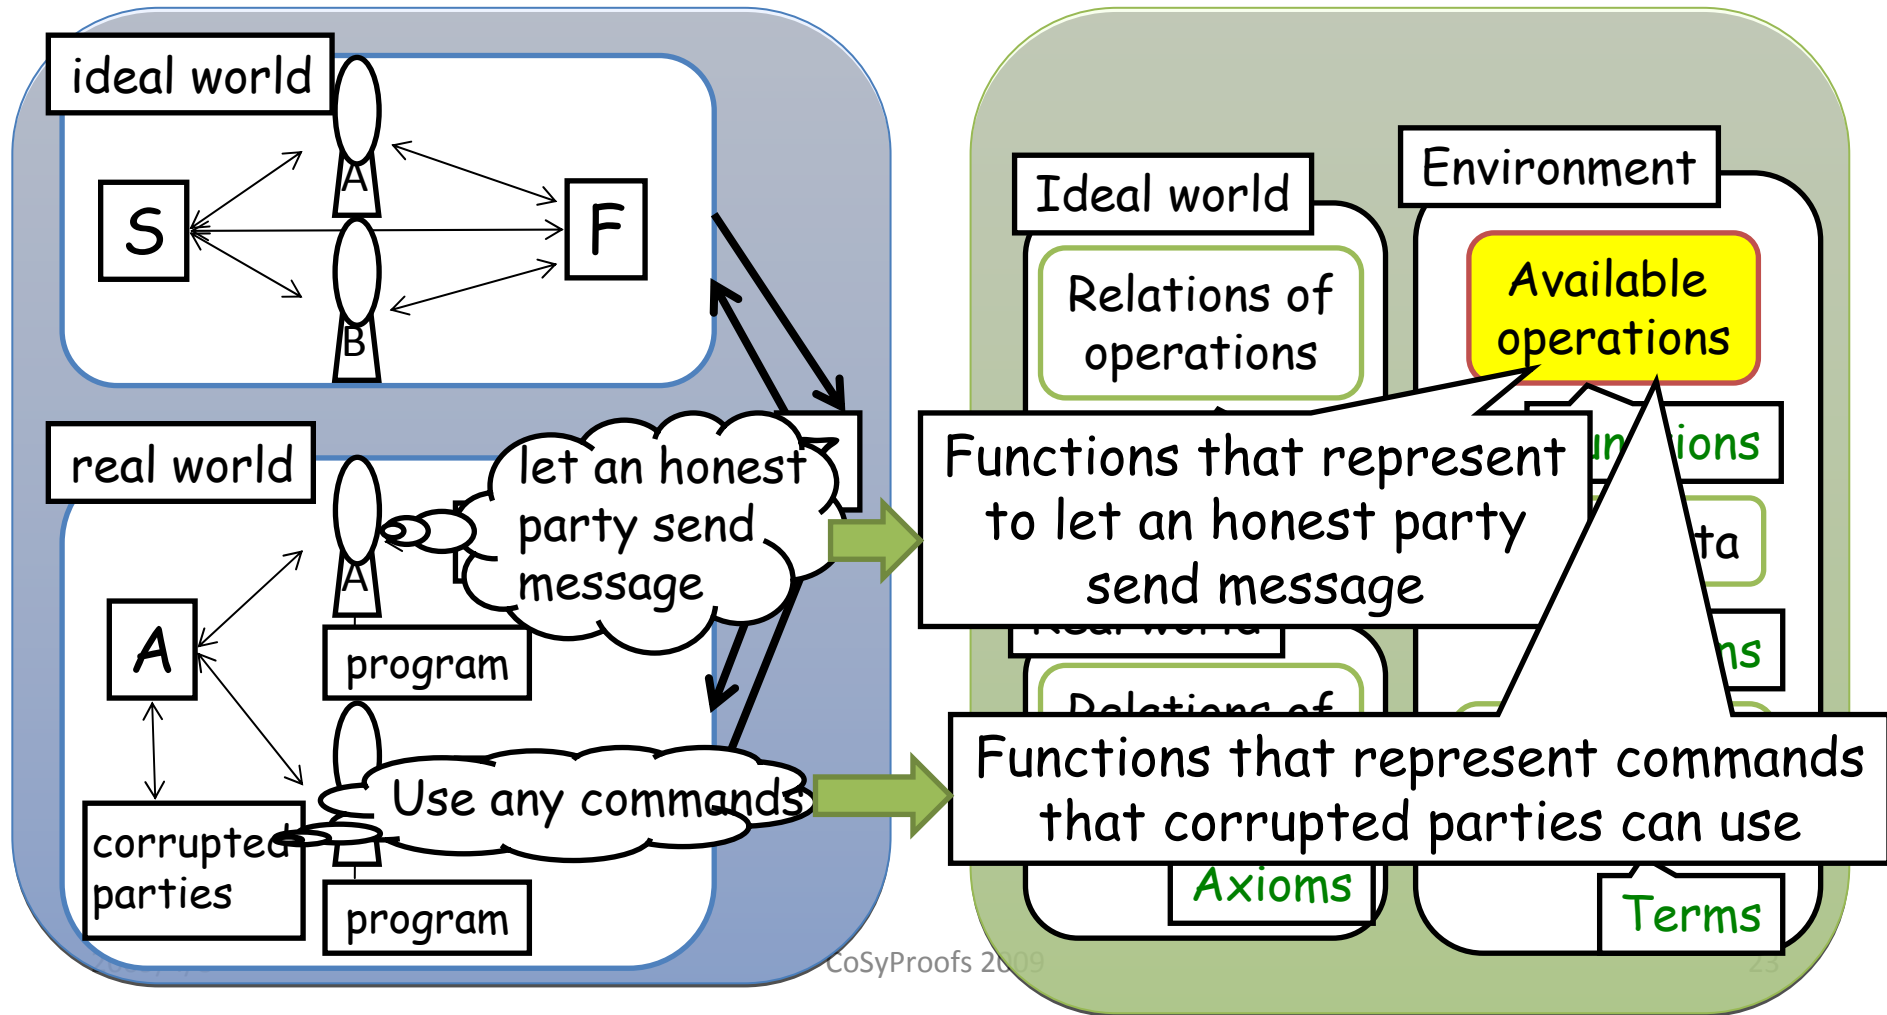 ideal world
A
S
F
B
real world
let an honest
party send
message
A
A
program
Use any commands
corrupted
parties
program
Ideal world
Environment
Relations of
operations
Available
operations
Functions that represent
to let an honest party
send message
Functions that represent commands
that corrupted parties can use
Axioms
Terms
CoSyProofs 2009
23